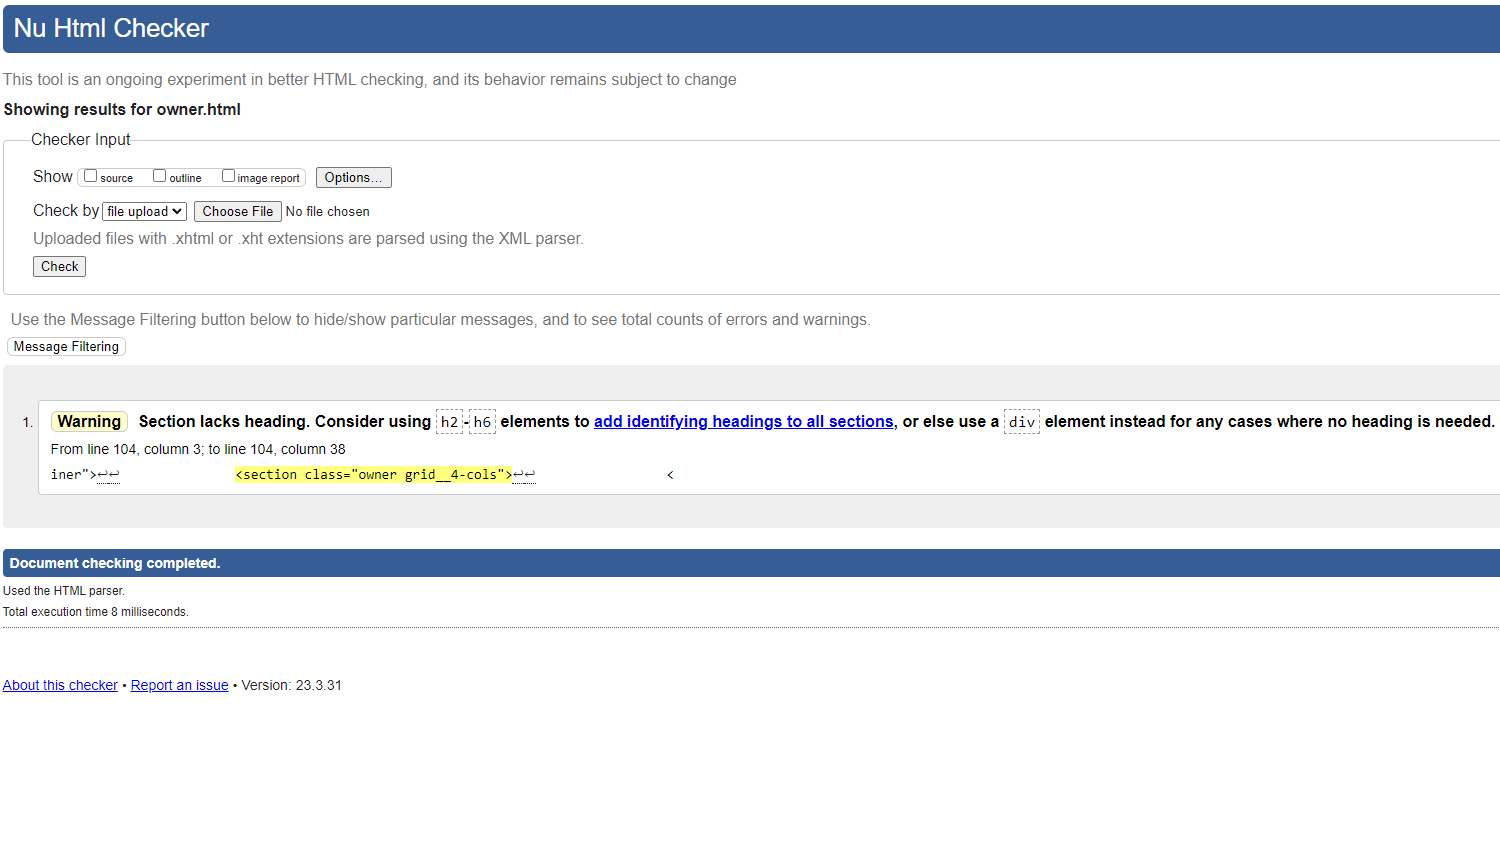 Nu Html Checker
This tool is an ongoing experiment in better HTML checking, and its behavior remains subject to change
Showing results for owner.html
Checker Input
Show source outline image report Options...
Check by file upload Choose File No file chosen
Uploaded files with .xhtml or .xht extensions are parsed using the XML parser.
Check
Use the Message Filtering button below to hide/show particular messages, and to see total counts of errors and warnings.
Message Filtering
1. Warning Section lacks heading. Consider using h2-h6 elements to add identifying headings to all sections, or else use a div element instead for any cases where no heading is needed.
From line 104, column 3; to line 104, column 38
iner">↩↩ <section class="owner grid__4-cols">↩↩ <
Document checking completed.
Used the HTML parser.
Total execution time 8 milliseconds.
About this checker • Report an issue • Version: 23.3.31